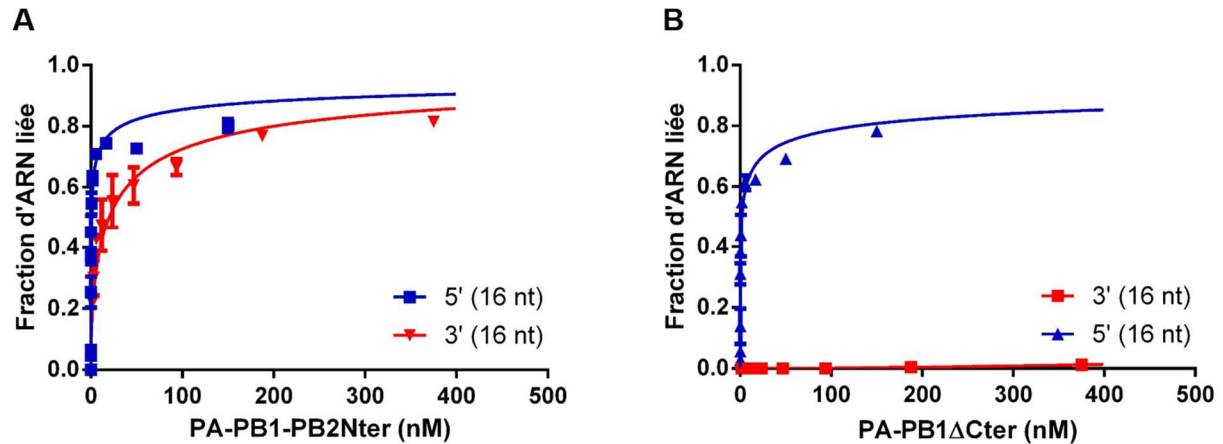 A
Fraction d'ARN liée
1.0
0.8
0.6
0.4
0.2
0.0
5' (16 nt)
3' (16 nt)
0 100 200 300 400 500
PA-PB1-PB2Nter (nM)
B
Fraction d'ARN liée
1.0
0.8
0.6
0.4
0.2
0.0
3' (16 nt)
5' (16 nt)
0 100 200 300 400 500
PA-PB1ΔCter (nM)